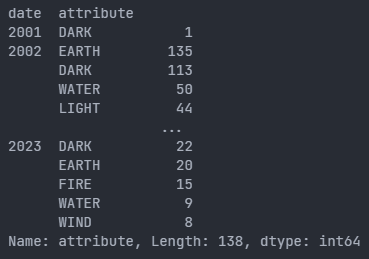 date  attribute
2001  DARK           1
2002  EARTH        135
      DARK         113
      WATER         50
      LIGHT         44
                  ...
2023  DARK          22
      EARTH         20
      FIRE          15
      WATER          9
      WIND           8
Name: attribute, Length: 138, dtype: int64